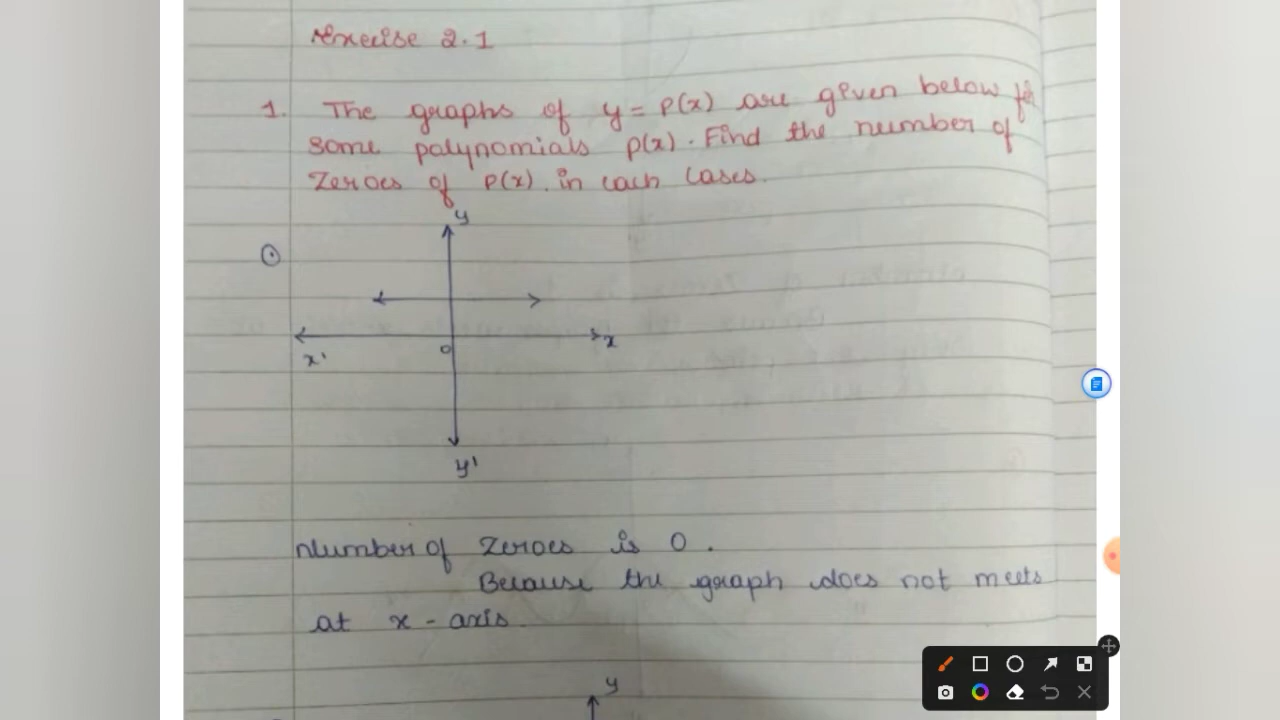 Exercise 2.1
1. The graphs of y = P(x) are given below for
some polynomials p(x). Find the number of
Zeroes of P(x). in each cases.
y
x
o
x'
y'
Number of Zeroes is 0.
Because the graph does not meets
at x - axis.
y